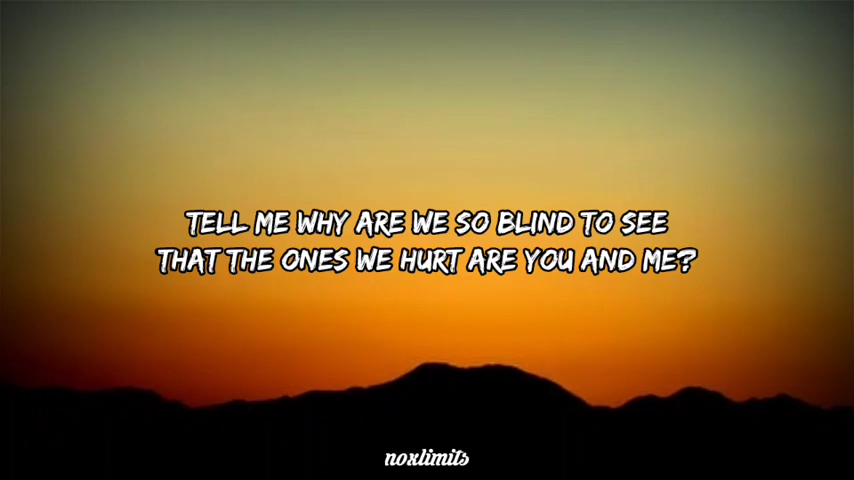 TELL ME WHY ARE WE SO BLIND TO SEE
THAT THE ONES WE HURT ARE YOU AND ME?
noxlimits